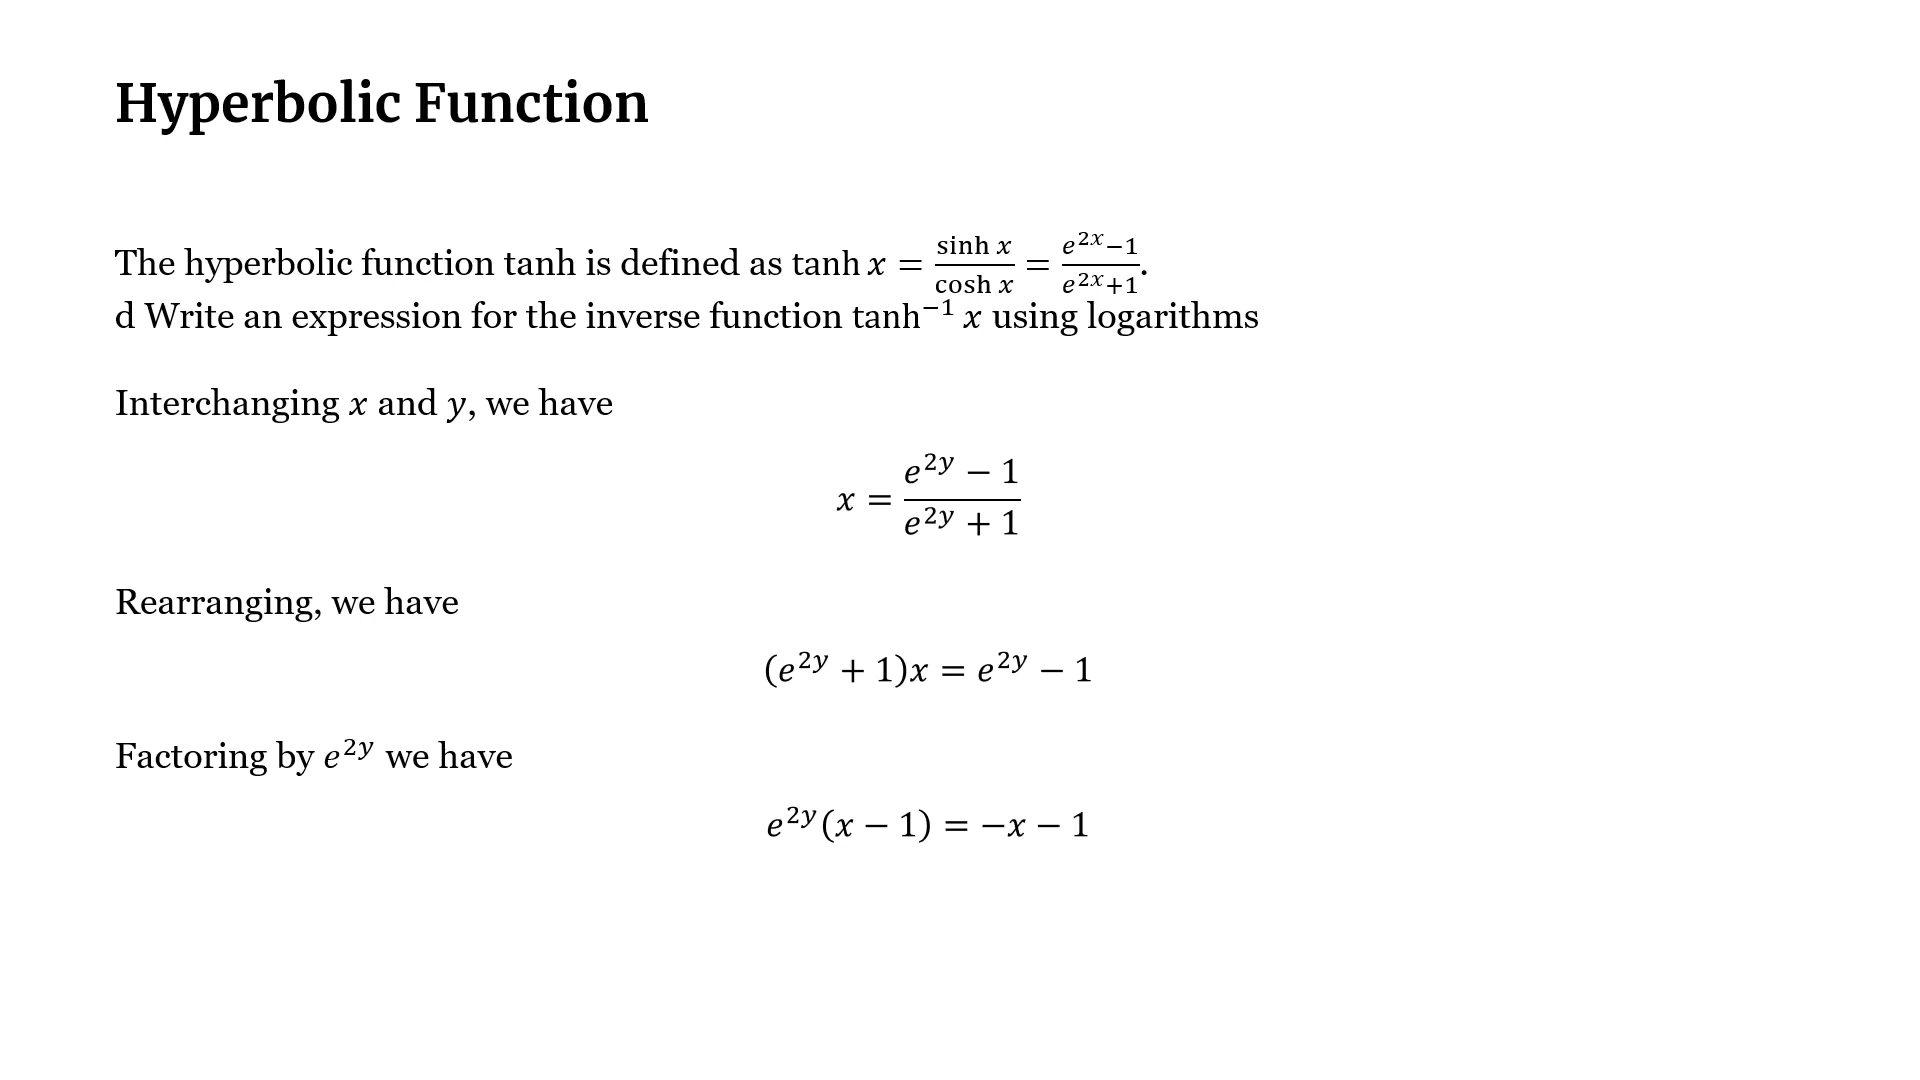 Hyperbolic Function
The hyperbolic function tanh is defined as tanh x = sinh x / cosh x = e^{2x}−1 / e^{2x}+1.
d Write an expression for the inverse function tanh^{−1} x using logarithms
Interchanging x and y, we have
x = e^{2y} − 1 / e^{2y} + 1
Rearranging, we have
(e^{2y} + 1)x = e^{2y} − 1
Factoring by e^{2y} we have
e^{2y}(x − 1) = −x − 1